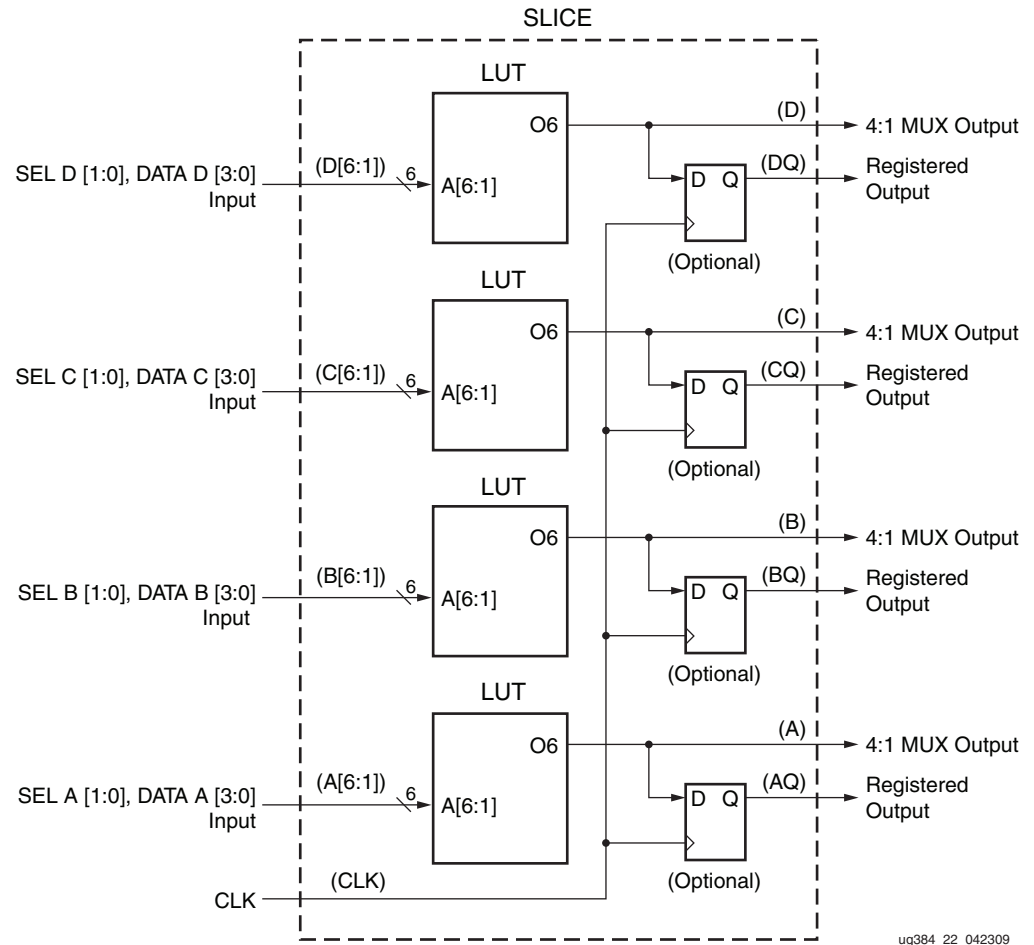 SLICE
LUT
(D)
O6
4:1 MUX Output
SEL D [1:0], DATA D [3:0]
Input
(D[6:1])
6
A[6:1]
D Q
(DQ)
Registered
Output
(Optional)
LUT
(C)
O6
4:1 MUX Output
SEL C [1:0], DATA C [3:0]
Input
(C[6:1])
6
A[6:1]
D Q
(CQ)
Registered
Output
(Optional)
LUT
(B)
O6
4:1 MUX Output
SEL B [1:0], DATA B [3:0]
Input
(B[6:1])
6
A[6:1]
D Q
(BQ)
Registered
Output
(Optional)
LUT
(A)
O6
4:1 MUX Output
SEL A [1:0], DATA A [3:0]
Input
(A[6:1])
6
A[6:1]
D Q
(AQ)
Registered
Output
(Optional)
CLK
(CLK)
ug384_22_042309